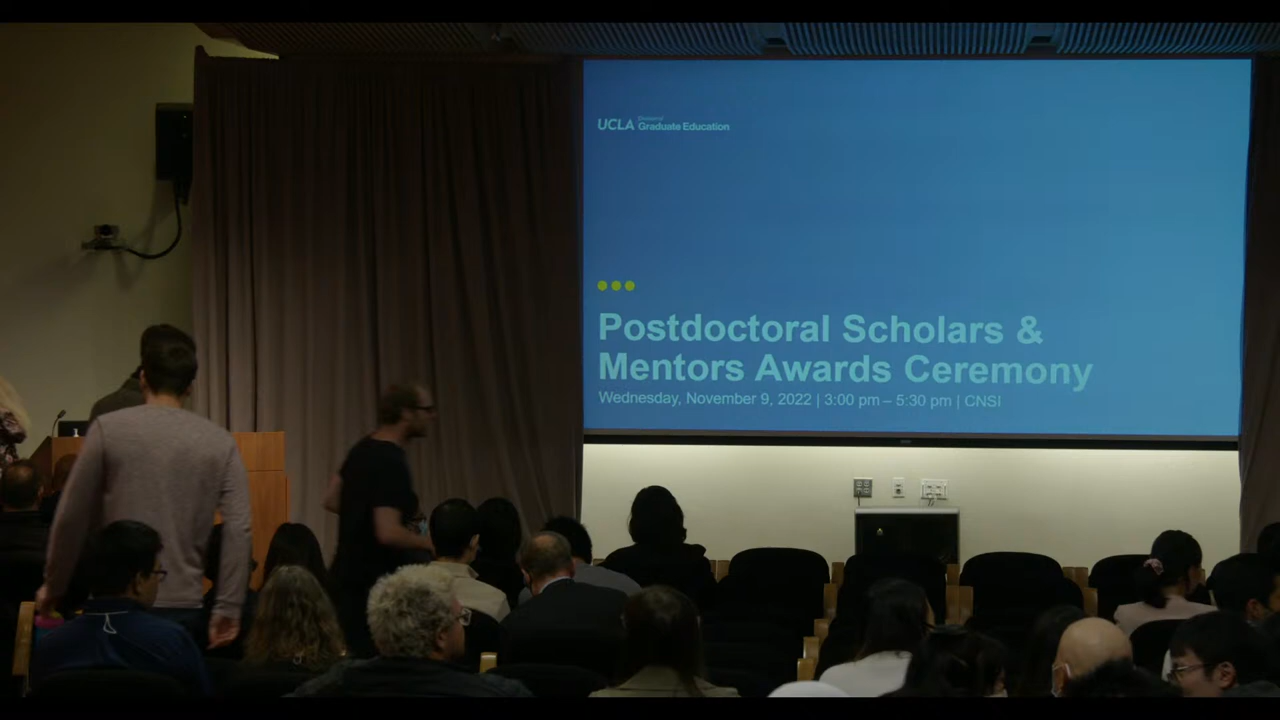 UCLA Graduate Education
Postdoctoral Scholars &
Mentors Awards Ceremony
Wednesday, November 9, 2022 | 3:00 pm – 5:30 pm | CNSI